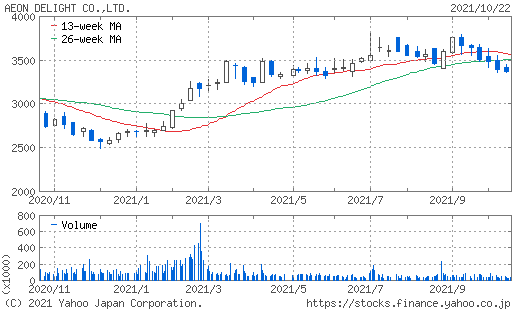 AEON DELIGHT CO.,LTD. 2021/10/22
4000
13-week MA
26-week MA
3500
3000
2500
2000
2020/11 2021/1 2021/3 2021/5 2021/7 2021/9
800
Volume
600
400
200
0
(x1000)
2020/11 2021/1 2021/3 2021/5 2021/7 2021/9
(C) 2021 Yahoo Japan Corporation. https://stocks.finance.yahoo.co.jp/